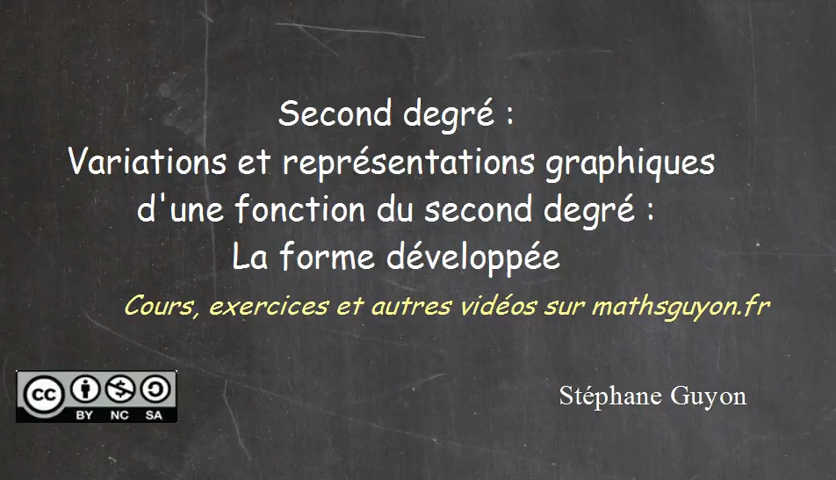 Second degré :
Variations et représentations graphiques
d'une fonction du second degré :
La forme développée
Cours, exercices et autres vidéos sur mathsguyon.fr
cc
BY NC SA
Stéphane Guyon